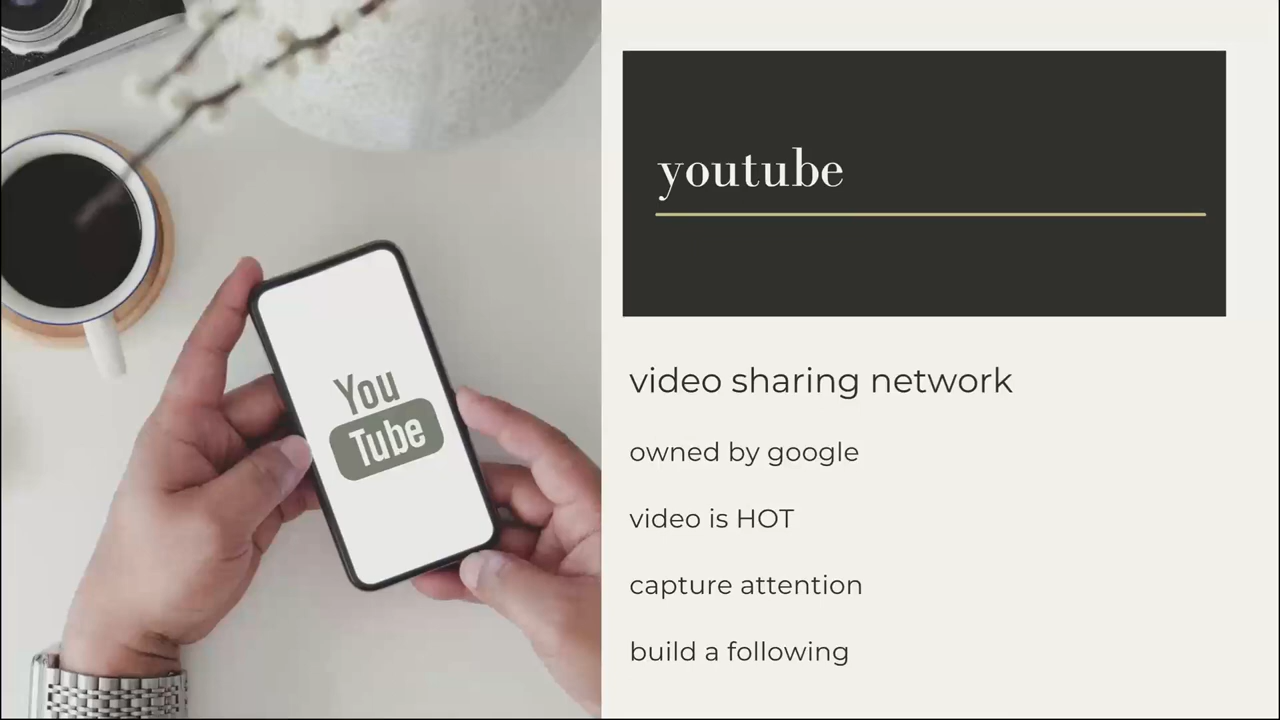 You
Tube
youtube
video sharing network
owned by google
video is HOT
capture attention
build a following